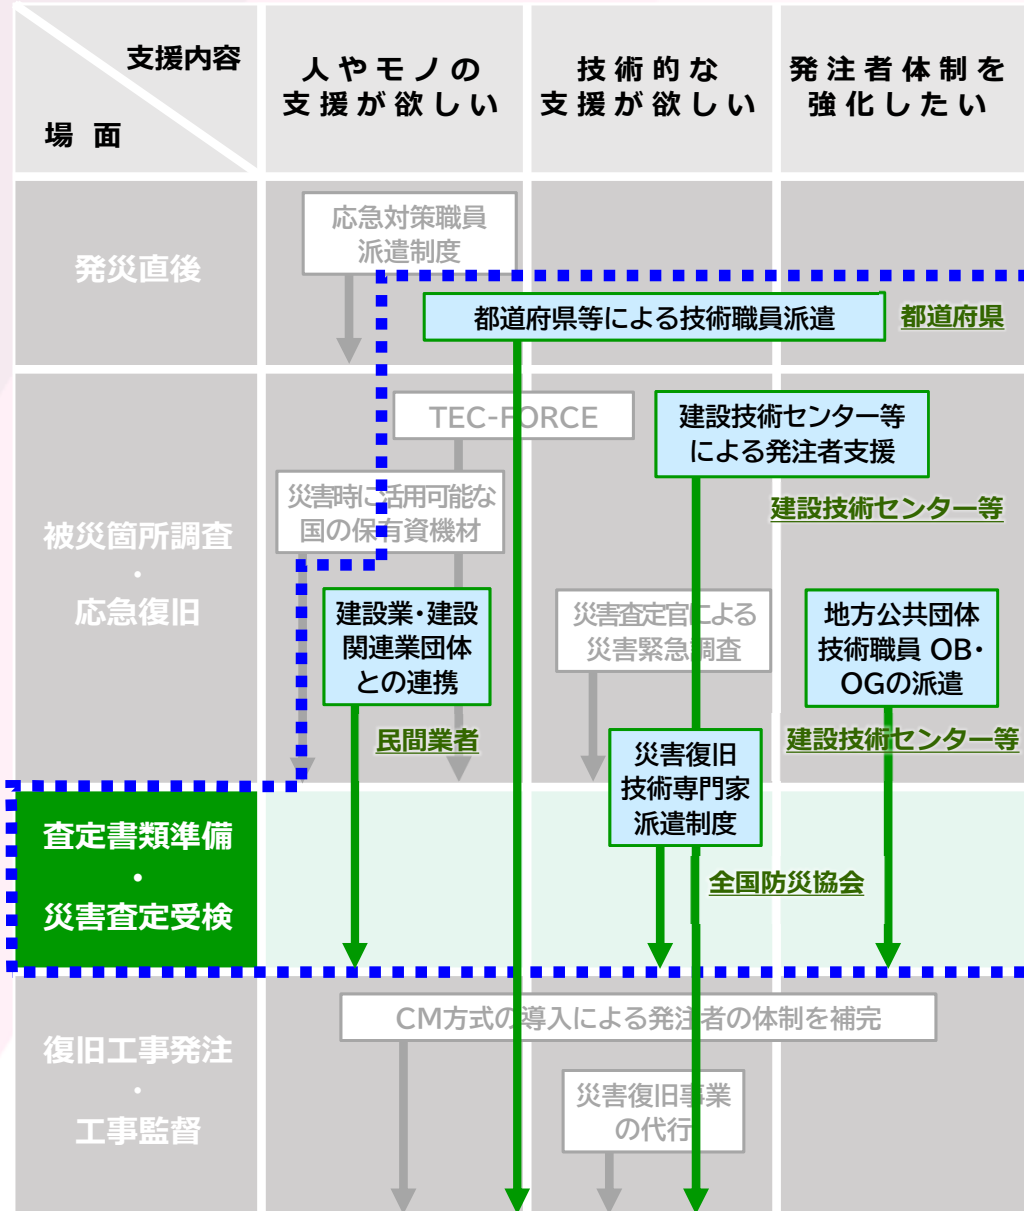 支援内容
場 面
人やモノの
支援が欲しい
技術的な
支援が欲しい
発注者体制を
強化したい
発災直後
応急対策職員
派遣制度
都道府県等による技術職員派遣
都道府県
被災箇所調査
・
応急復旧
TEC-FORCE
災害時に活用可能な
国の保有資機材
建設技術センター等
による発注者支援
建設技術センター等
建設業・建設
関連業団体
との連携
民間業者
災害査定官による
災害緊急調査
地方公共団体
技術職員 OB・
OGの派遣
建設技術センター等
災害復旧
技術専門家
派遣制度
全国防災協会
査定書類準備
・
災害査定受検
復旧工事発注
・
工事監督
CM方式の導入による発注者の体制を補完
災害復旧事業
の代行